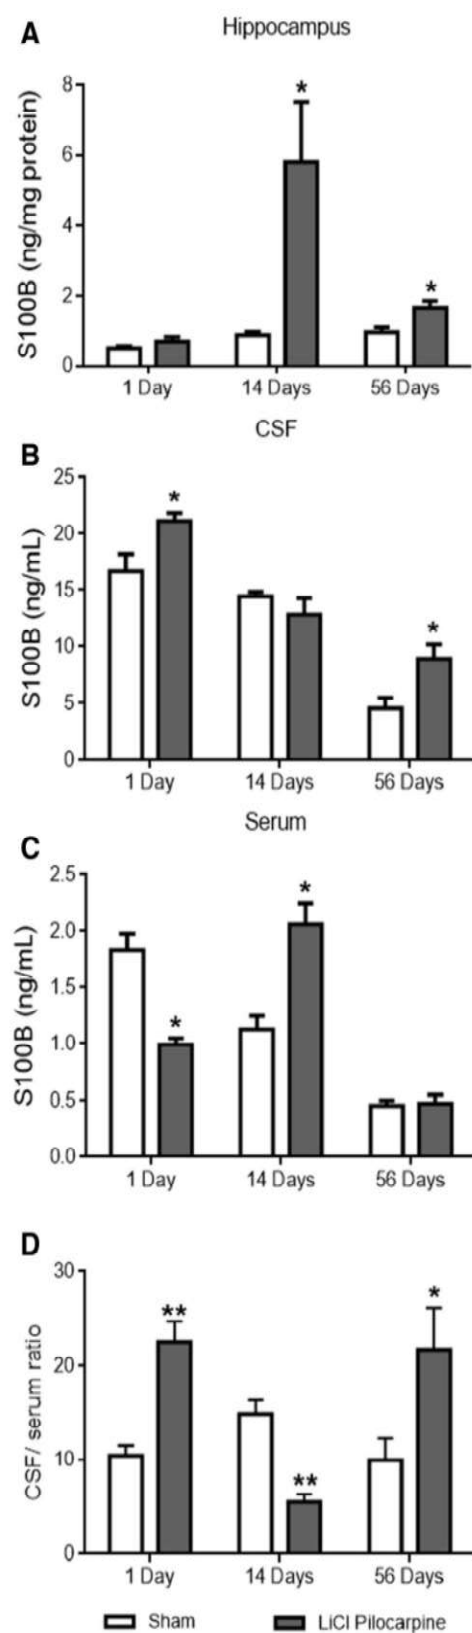 A
Hippocampus
S100B (ng/mg protein)
8
6
4
2
0
*
*
1 Day
14 Days
56 Days
B
CSF
S100B (ng/mL)
25
20
15
10
5
0
*
*
1 Day
14 Days
56 Days
C
Serum
S100B (ng/mL)
2.5
2.0
1.5
1.0
0.5
0.0
*
*
1 Day
14 Days
56 Days
D
CSF/ serum ratio
30
20
10
0
**
**
*
1 Day
14 Days
56 Days
Sham
LiCl Pilocarpine